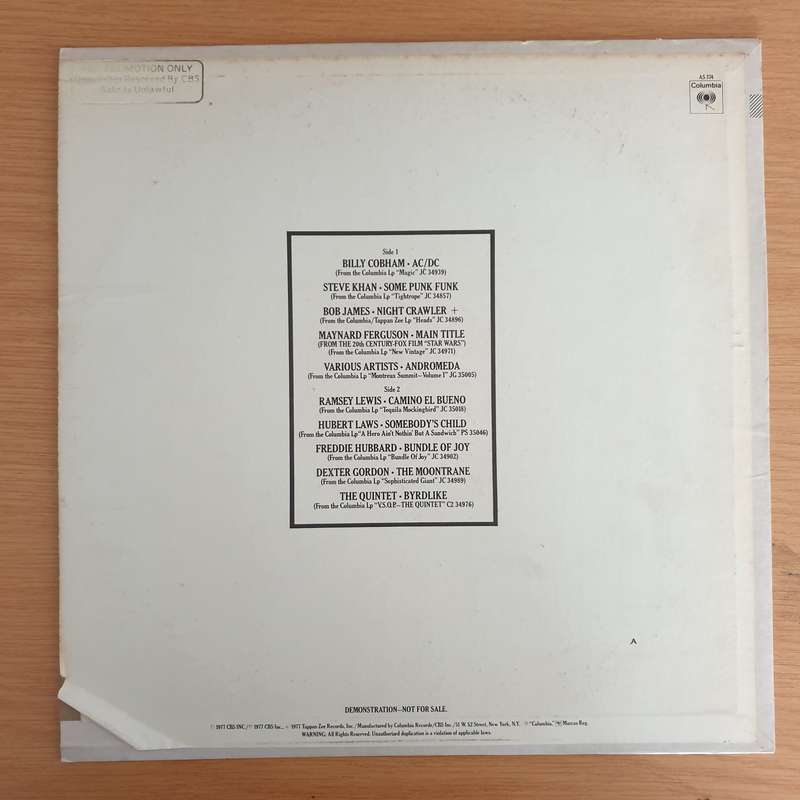 PROMOTION ONLY
Reserved By CBS
Sale Is Unlawful
AS 374
Columbia
Side 1
BILLY COBHAM • AC/DC
(From the Columbia Lp "Magic" JC 34939)
STEVE KHAN • SOME PUNK FUNK
(From the Columbia Lp "Tightrope" JC 34857)
BOB JAMES • NIGHT CRAWLER +
(From the Columbia/Tappan Zee Lp "Heads" JC 34896)
MAYNARD FERGUSON • MAIN TITLE
(FROM THE 20th CENTURY-FOX FILM "STAR WARS")
(From the Columbia Lp "New Vintage" JC 34971)
VARIOUS ARTISTS • ANDROMEDA
(From the Columbia Lp "Montreux Summit—Volume 1" JG 35005)
Side 2
RAMSEY LEWIS • CAMINO EL BUENO
(From the Columbia Lp "Tequila Mockingbird" JC 35018)
HUBERT LAWS • SOMEBODY'S CHILD
(From the Columbia Lp "A Hero Ain't Nothin' But A Sandwich" PS 35046)
FREDDIE HUBBARD • BUNDLE OF JOY
(From the Columbia Lp "Bundle Of Joy" JC 34902)
DEXTER GORDON • THE MOONTRANE
(From the Columbia Lp "Sophisticated Giant" JC 34989)
THE QUINTET • BYRDLIKE
(From the Columbia Lp "V.S.O.P.—THE QUINTET" C2 34976)
A
DEMONSTRATION—NOT FOR SALE.
1977 CBS INC./ 1977 CBS Inc., + 1977 Tappan Zee Records, Inc./Manufactured by Columbia Records/CBS Inc./51 W. 52 Street, New York, N.Y. "Columbia," Marcas Reg.
WARNING: All Rights Reserved. Unauthorized duplication is a violation of applicable laws.